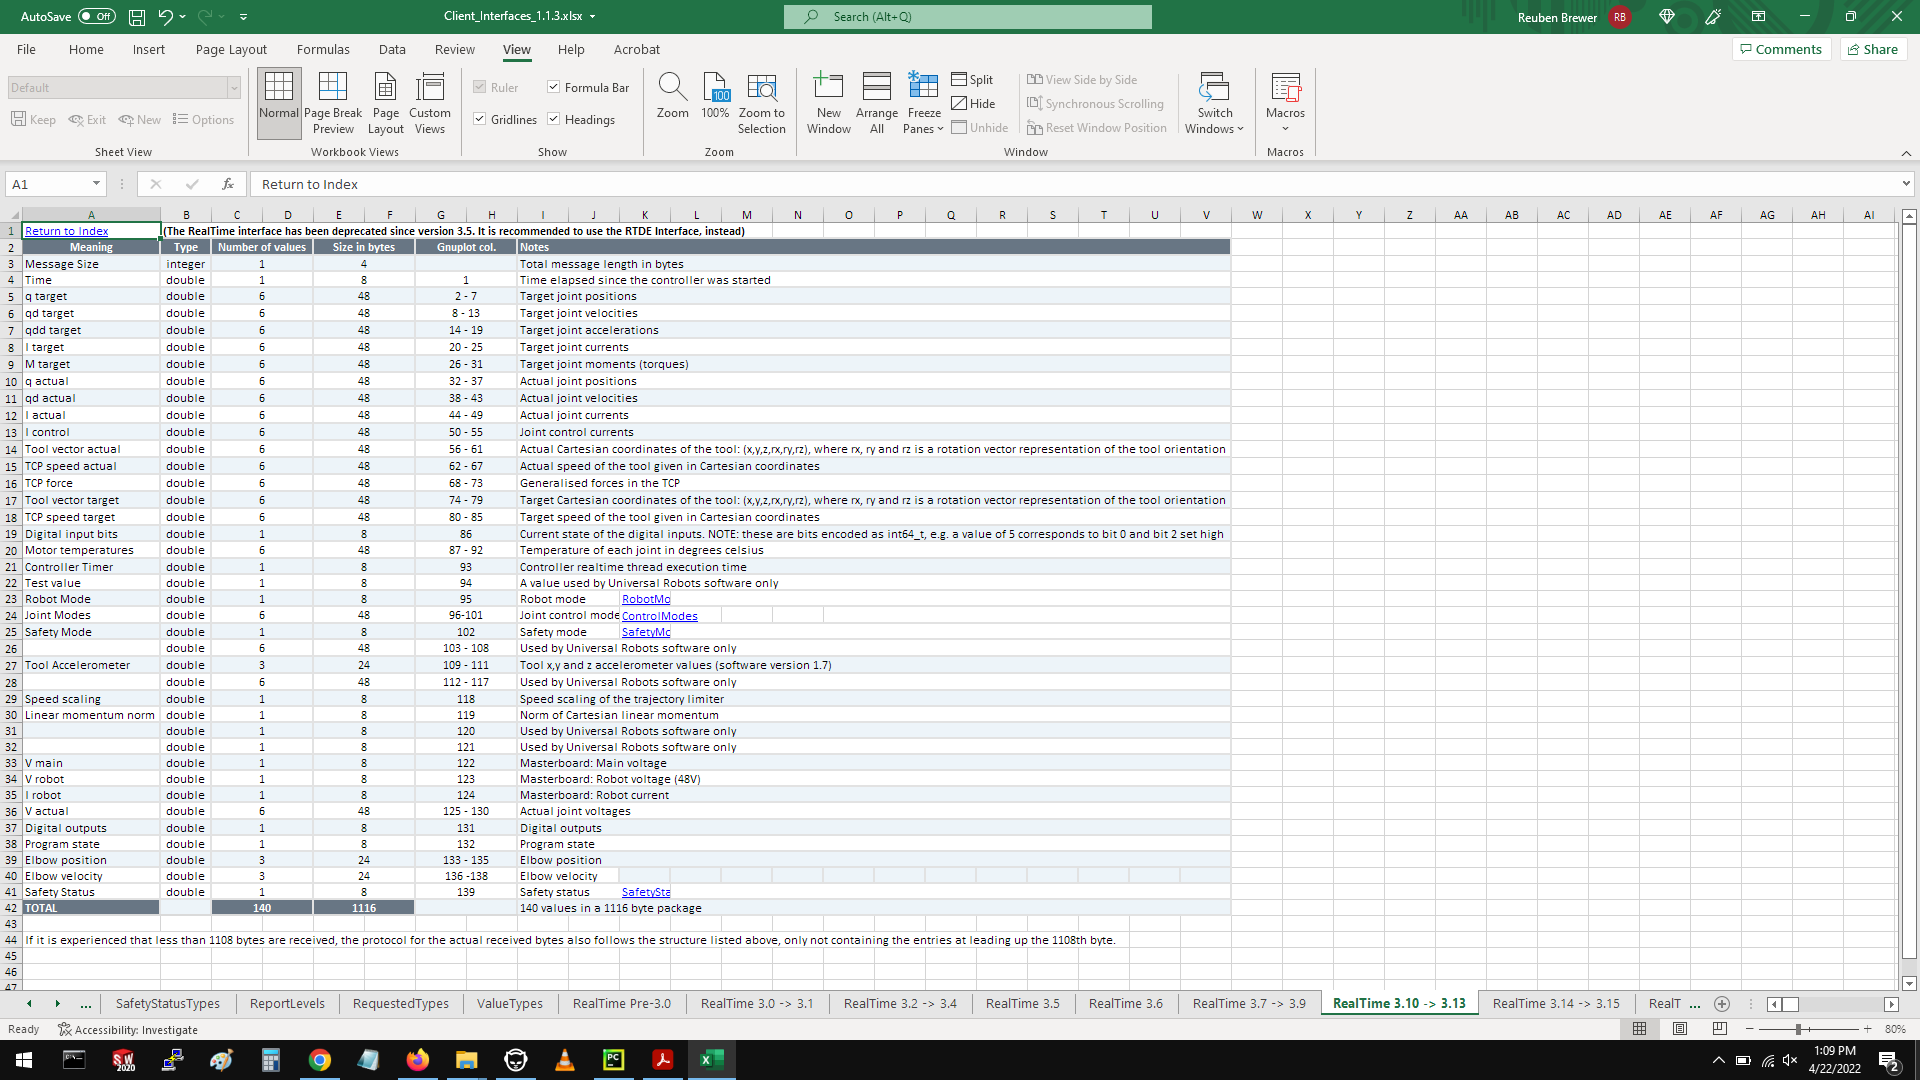 AutoSave Off Client_Interfaces_1.1.3.xlsx Search (Alt+Q) Reuben Brewer RB
File Home Insert Page Layout Formulas Data Review View Help Acrobat Comments Share
Default
Keep Exit New Options
Sheet View
Normal Page Break Preview Page Layout Custom Views
Workbook Views
Ruler Formula Bar
Gridlines Headings
Show
Zoom 100 100% Zoom to Selection
Zoom
New Window Arrange All Freeze Panes
Split
Hide
Unhide
View Side by Side
Synchronous Scrolling
Reset Window Position
Switch Windows
Window
Macros
Macros
A1 fx Return to Index
A B C D E F G H I J K L M N O P Q R S T U V W X Y Z AA AB AC AD AE AF AG AH AI
1 Return to Index (The RealTime interface has been deprecated since version 3.5. It is recommended to use the RTDE Interface, instead)
2 Meaning Type Number of values Size in bytes Gnuplot col. Notes
3 Message Size integer 1 4 Total message length in bytes
4 Time double 1 8 1 Time elapsed since the controller was started
5 q target double 6 48 2 - 7 Target joint positions
6 qd target double 6 48 8 - 13 Target joint velocities
7 qdd target double 6 48 14 - 19 Target joint accelerations
8 I target double 6 48 20 - 25 Target joint currents
9 M target double 6 48 26 - 31 Target joint moments (torques)
10 q actual double 6 48 32 - 37 Actual joint positions
11 qd actual double 6 48 38 - 43 Actual joint velocities
12 I actual double 6 48 44 - 49 Actual joint currents
13 I control double 6 48 50 - 55 Joint control currents
14 Tool vector actual double 6 48 56 - 61 Actual Cartesian coordinates of the tool: (x,y,z,rx,ry,rz), where rx, ry and rz is a rotation vector representation of the tool orientation
15 TCP speed actual double 6 48 62 - 67 Actual speed of the tool given in Cartesian coordinates
16 TCP force double 6 48 68 - 73 Generalised forces in the TCP
17 Tool vector target double 6 48 74 - 79 Target Cartesian coordinates of the tool: (x,y,z,rx,ry,rz), where rx, ry and rz is a rotation vector representation of the tool orientation
18 TCP speed target double 6 48 80 - 85 Target speed of the tool given in Cartesian coordinates
19 Digital input bits double 1 8 86 Current state of the digital inputs. NOTE: these are bits encoded as int64_t, e.g. a value of 5 corresponds to bit 0 and bit 2 set high
20 Motor temperatures double 6 48 87 - 92 Temperature of each joint in degrees celsius
21 Controller Timer double 1 8 93 Controller realtime thread execution time
22 Test value double 1 8 94 A value used by Universal Robots software only
23 Robot Mode double 1 8 95 Robot mode RobotMo
24 Joint Modes double 6 48 96-101 Joint control mode ControlModes
25 Safety Mode double 1 8 102 Safety mode SafetyMo
26 double 6 48 103 - 108 Used by Universal Robots software only
27 Tool Accelerometer double 3 24 109 - 111 Tool x,y and z accelerometer values (software version 1.7)
28 double 6 48 112 - 117 Used by Universal Robots software only
29 Speed scaling double 1 8 118 Speed scaling of the trajectory limiter
30 Linear momentum norm double 1 8 119 Norm of Cartesian linear momentum
31 double 1 8 120 Used by Universal Robots software only
32 double 1 8 121 Used by Universal Robots software only
33 V main double 1 8 122 Masterboard: Main voltage
34 V robot double 1 8 123 Masterboard: Robot voltage (48V)
35 I robot double 1 8 124 Masterboard: Robot current
36 V actual double 6 48 125 - 130 Actual joint voltages
37 Digital outputs double 1 8 131 Digital outputs
38 Program state double 1 8 132 Program state
39 Elbow position double 3 24 133 - 135 Elbow position
40 Elbow velocity double 3 24 136 -138 Elbow velocity
41 Safety Status double 1 8 139 Safety status SafetySta
42 TOTAL 140 1116 140 values in a 1116 byte package
43
44 If it is experienced that less than 1108 bytes are received, the protocol for the actual received bytes also follows the structure listed above, only not containing the entries at leading up the 1108th byte.
45
46
47
... SafetyStatusTypes ReportLevels RequestedTypes ValueTypes RealTime Pre-3.0 RealTime 3.0 -> 3.1 RealTime 3.2 -> 3.4 RealTime 3.5 RealTime 3.6 RealTime 3.7 -> 3.9 RealTime 3.10 -> 3.13 RealTime 3.14 -> 3.15 RealT ...
Ready Accessibility: Investigate 80%
SW 2020 PC 1:09 PM
4/22/2022 2